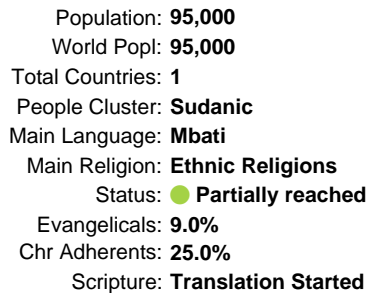 Population: 95,000
World Popl: 95,000
Total Countries: 1
People Cluster: Sudanic
Main Language: Mbati
Main Religion: Ethnic Religions
Status: Partially reached
Evangelicals: 9.0%
Chr Adherents: 25.0%
Scripture: Translation Started